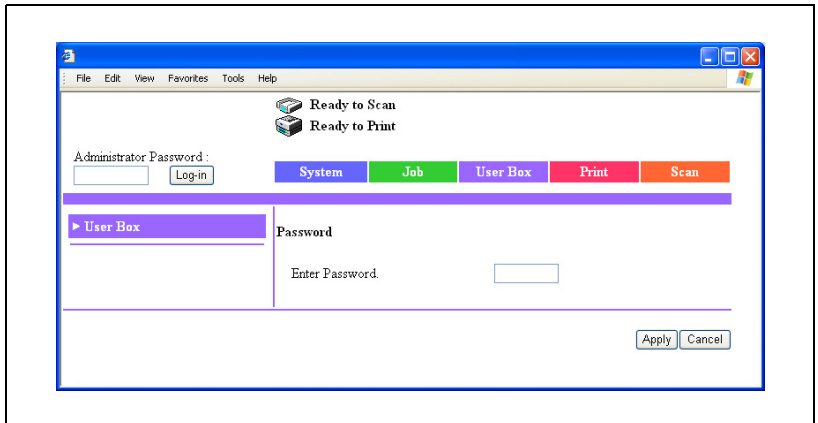 File Edit View Favorites Tools Help
Ready to Scan
Ready to Print
Administrator Password :
Log-in
System Job User Box Print Scan
User Box
Password
Enter Password.
Apply Cancel